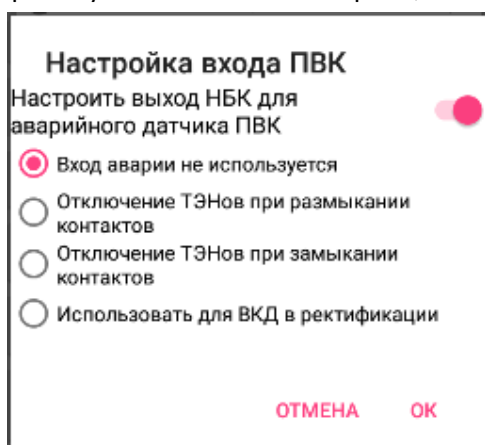 Настройка входа ПВК
Настроить выход НБК для
аварийного датчика ПВК
Вход аварии не используется
Отключение ТЭНов при размыкании
контактов
Отключение ТЭНов при замыкании
контактов
Использовать для ВКД в ректификации
ОТМЕНА ОК